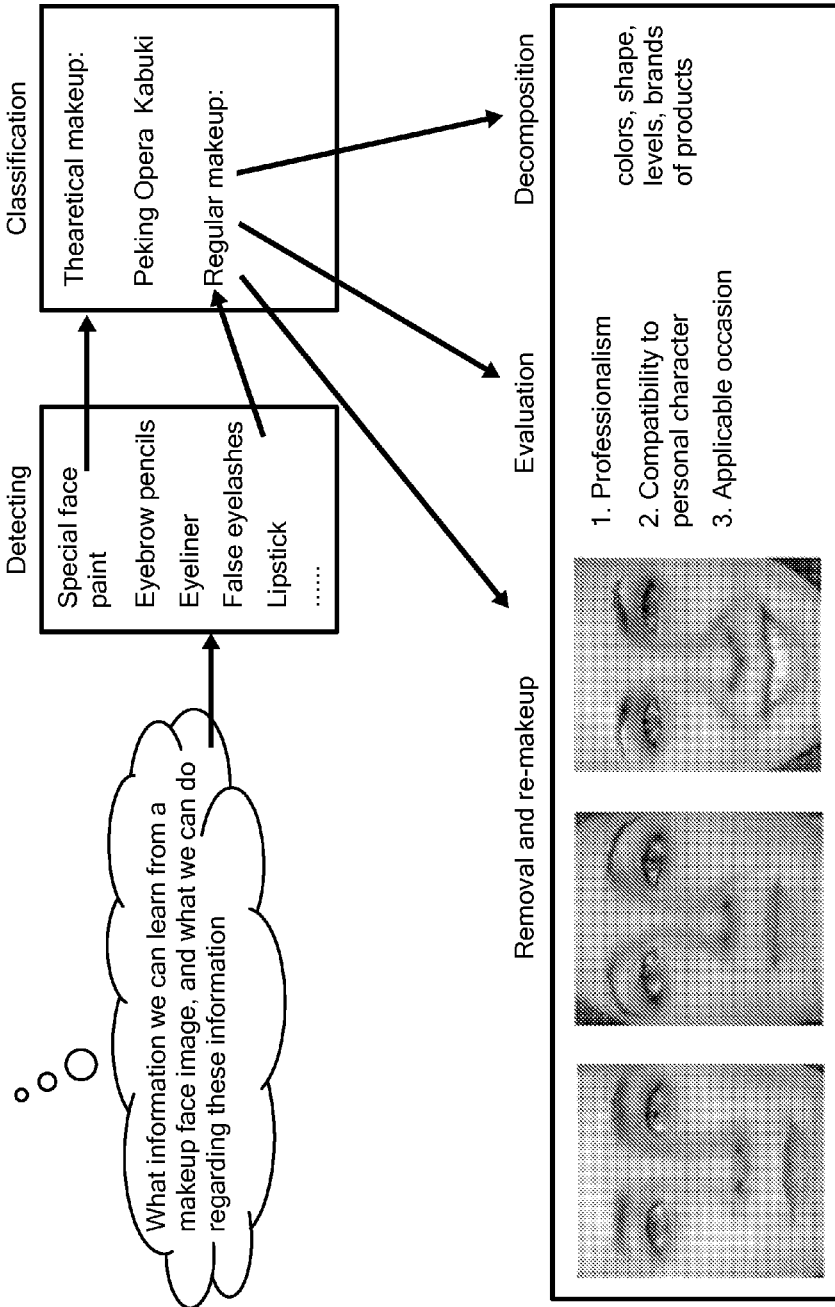 What information we can learn from a
makeup face image, and what we can do
regarding these information
Detecting
Special face
paint
Eyebrow pencils
Eyeliner
False eyelashes
Lipstick
......
Classification
Thearetical makeup:
Peking Opera Kabuki
Regular makeup:
Removal and re-makeup
Evaluation
Decomposition
1. Professionalism
2. Compatibility to
personal character
3. Applicable occasion
colors, shape,
levels, brands
of products